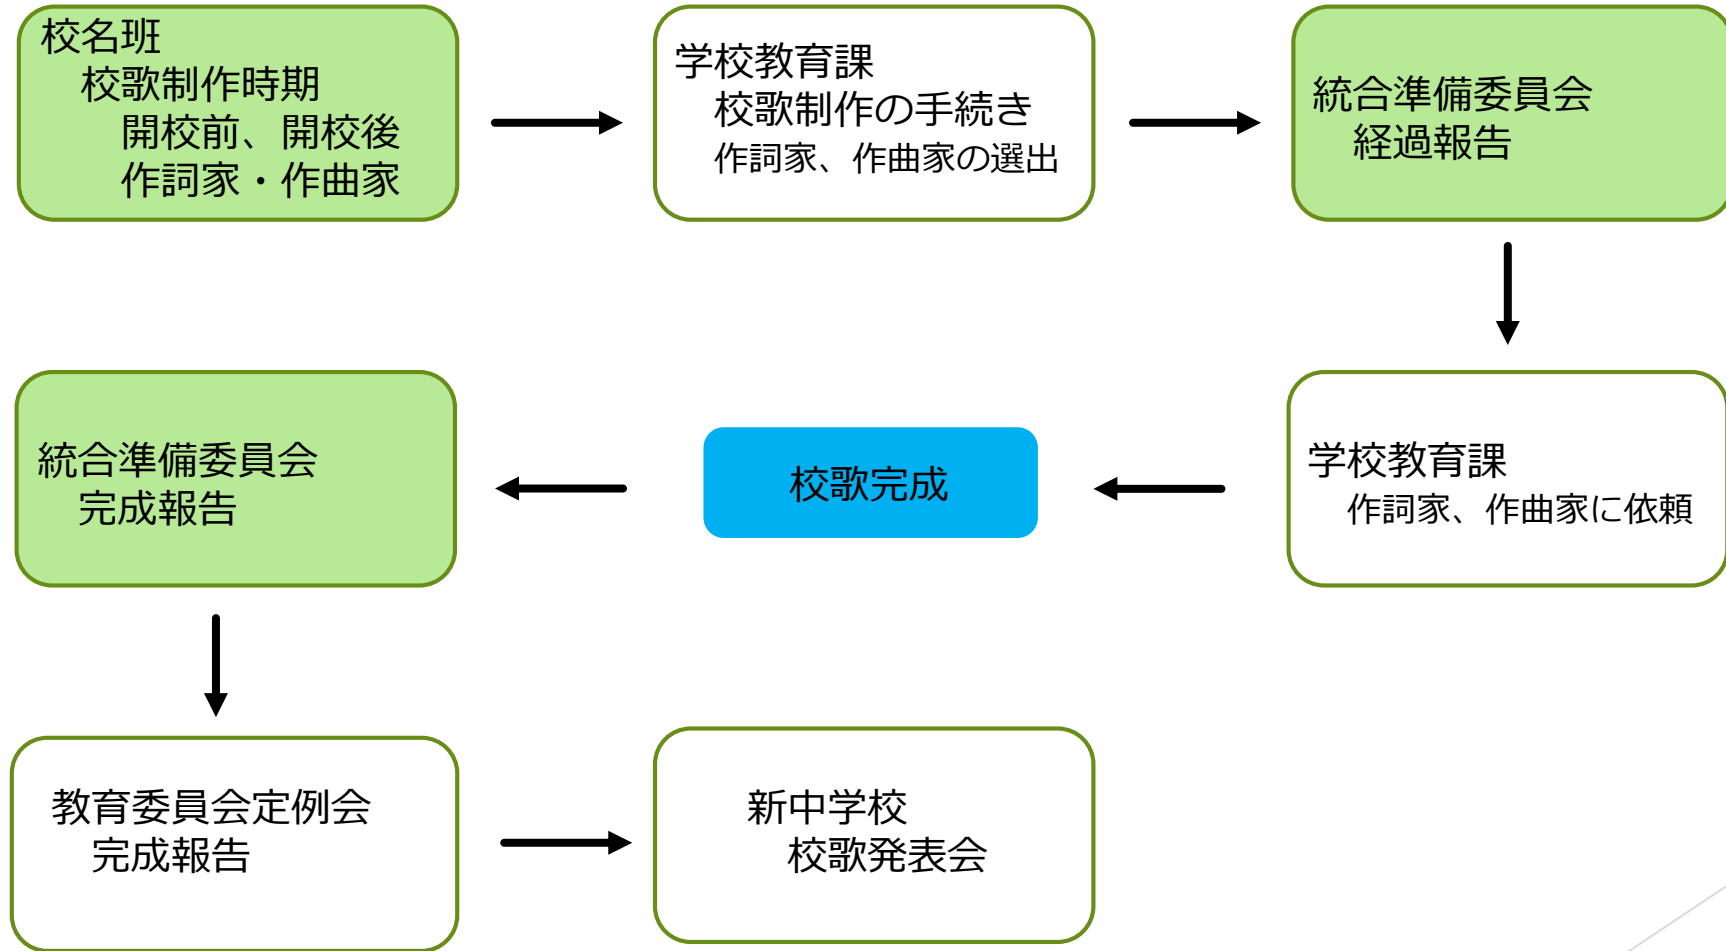 校名班
校歌制作時期
開校前、開校後
作詞家・作曲家
学校教育課
校歌制作の手続き
作詞家、作曲家の選出
統合準備委員会
経過報告
学校教育課
作詞家、作曲家に依頼
校歌完成
統合準備委員会
完成報告
教育委員会定例会
完成報告
新中学校
校歌発表会